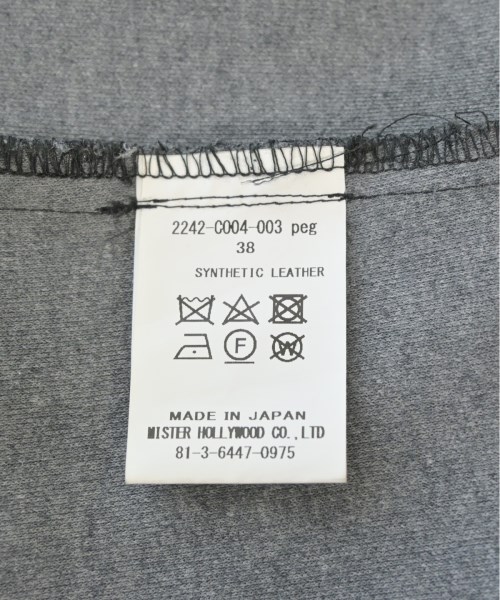 2242-C004-003 peg
38
SYNTHETIC LEATHER
F
W
MADE IN JAPAN
MISTER HOLLYWOOD CO.,LTD
81-3-6447-0975